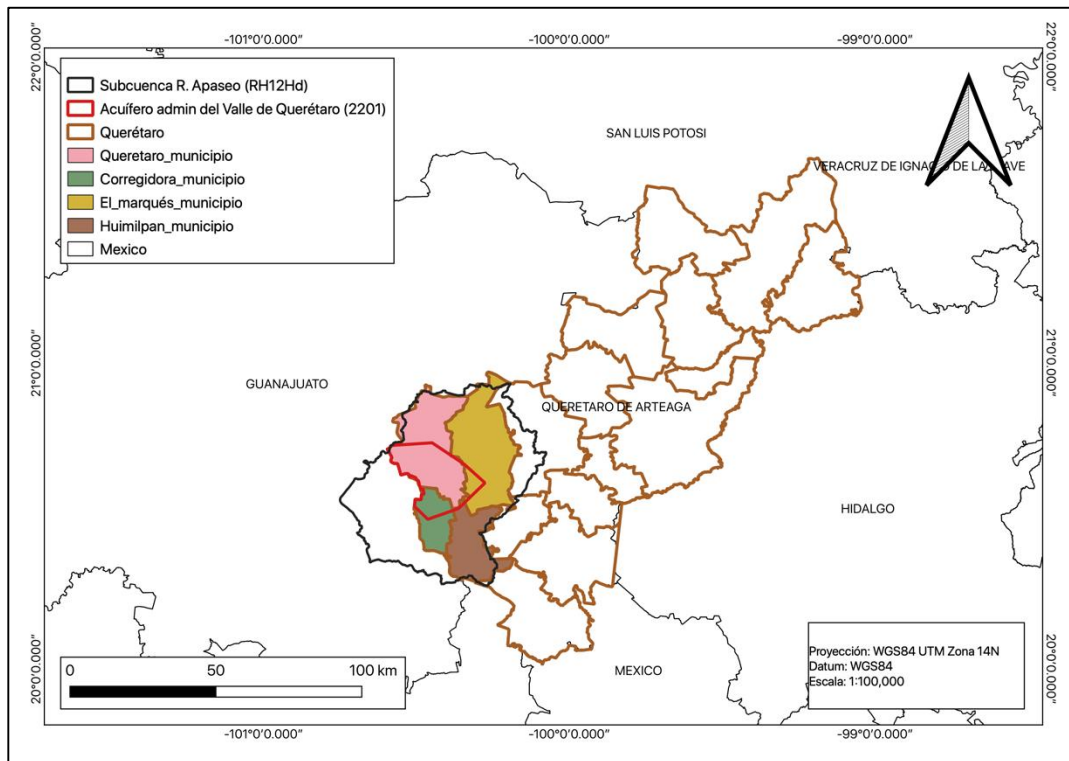 -101°0'0.000"
-100°0'0.000"
-99°0'0.000"
22°0'0.000"
22°0'0.000"
Subcuenca R. Apaseo (RH12Hd)
Acuífero admin del Valle de Querétaro (2201)
Querétaro
Queretaro_municipio
Corregidora_municipio
El_marqués_municipio
Huimilpan_municipio
Mexico
SAN LUIS POTOSI
VERACRUZ DE IGNACIO DE LA LLAVE
21°0'0.000"
21°0'0.000"
GUANAJUATO
QUERETARO DE ARTEAGA
HIDALGO
MEXICO
20°0'0.000"
20°0'0.000"
0 50 100 km
Proyección: WGS84 UTM Zona 14N
Datum: WGS84
Escala: 1:100,000
-101°0'0.000"
-100°0'0.000"
-99°0'0.000"